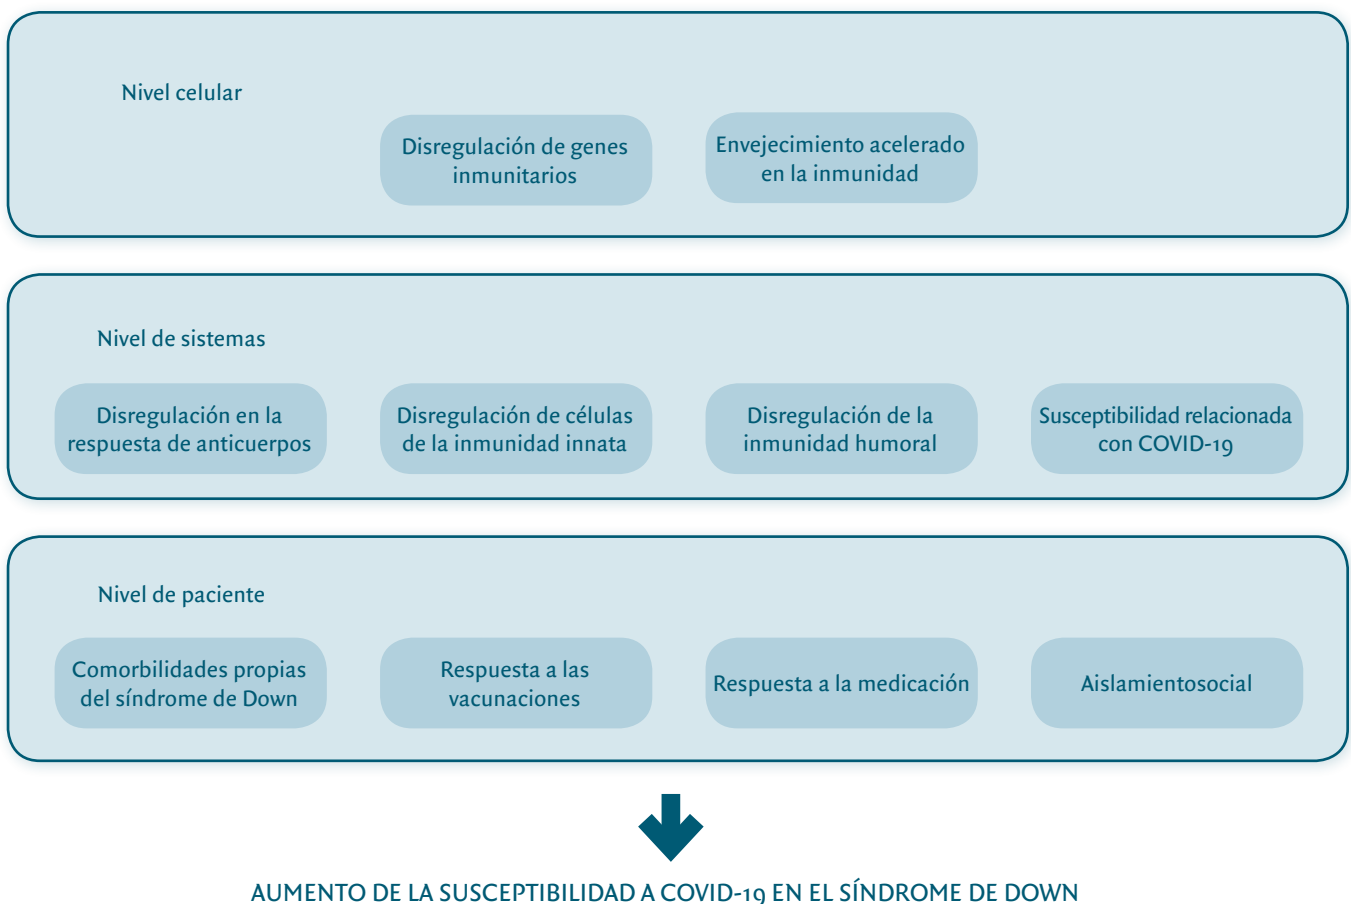 Nivel celular
Disregulación de genes
inmunitarios
Envejecimiento acelerado
en la inmunidad
Nivel de sistemas
Disregulación en la
respuesta de anticuerpos
Disregulación de células
de la inmunidad innata
Disregulación de la
inmunidad humoral
Susceptibilidad relacionada
con COVID-19
Nivel de paciente
Comorbilidades propias
del síndrome de Down
Respuesta a las
vacunaciones
Respuesta a la medicación
Aislamientosocial
AUMENTO DE LA SUSCEPTIBILIDAD A COVID-19 EN EL SÍNDROME DE DOWN